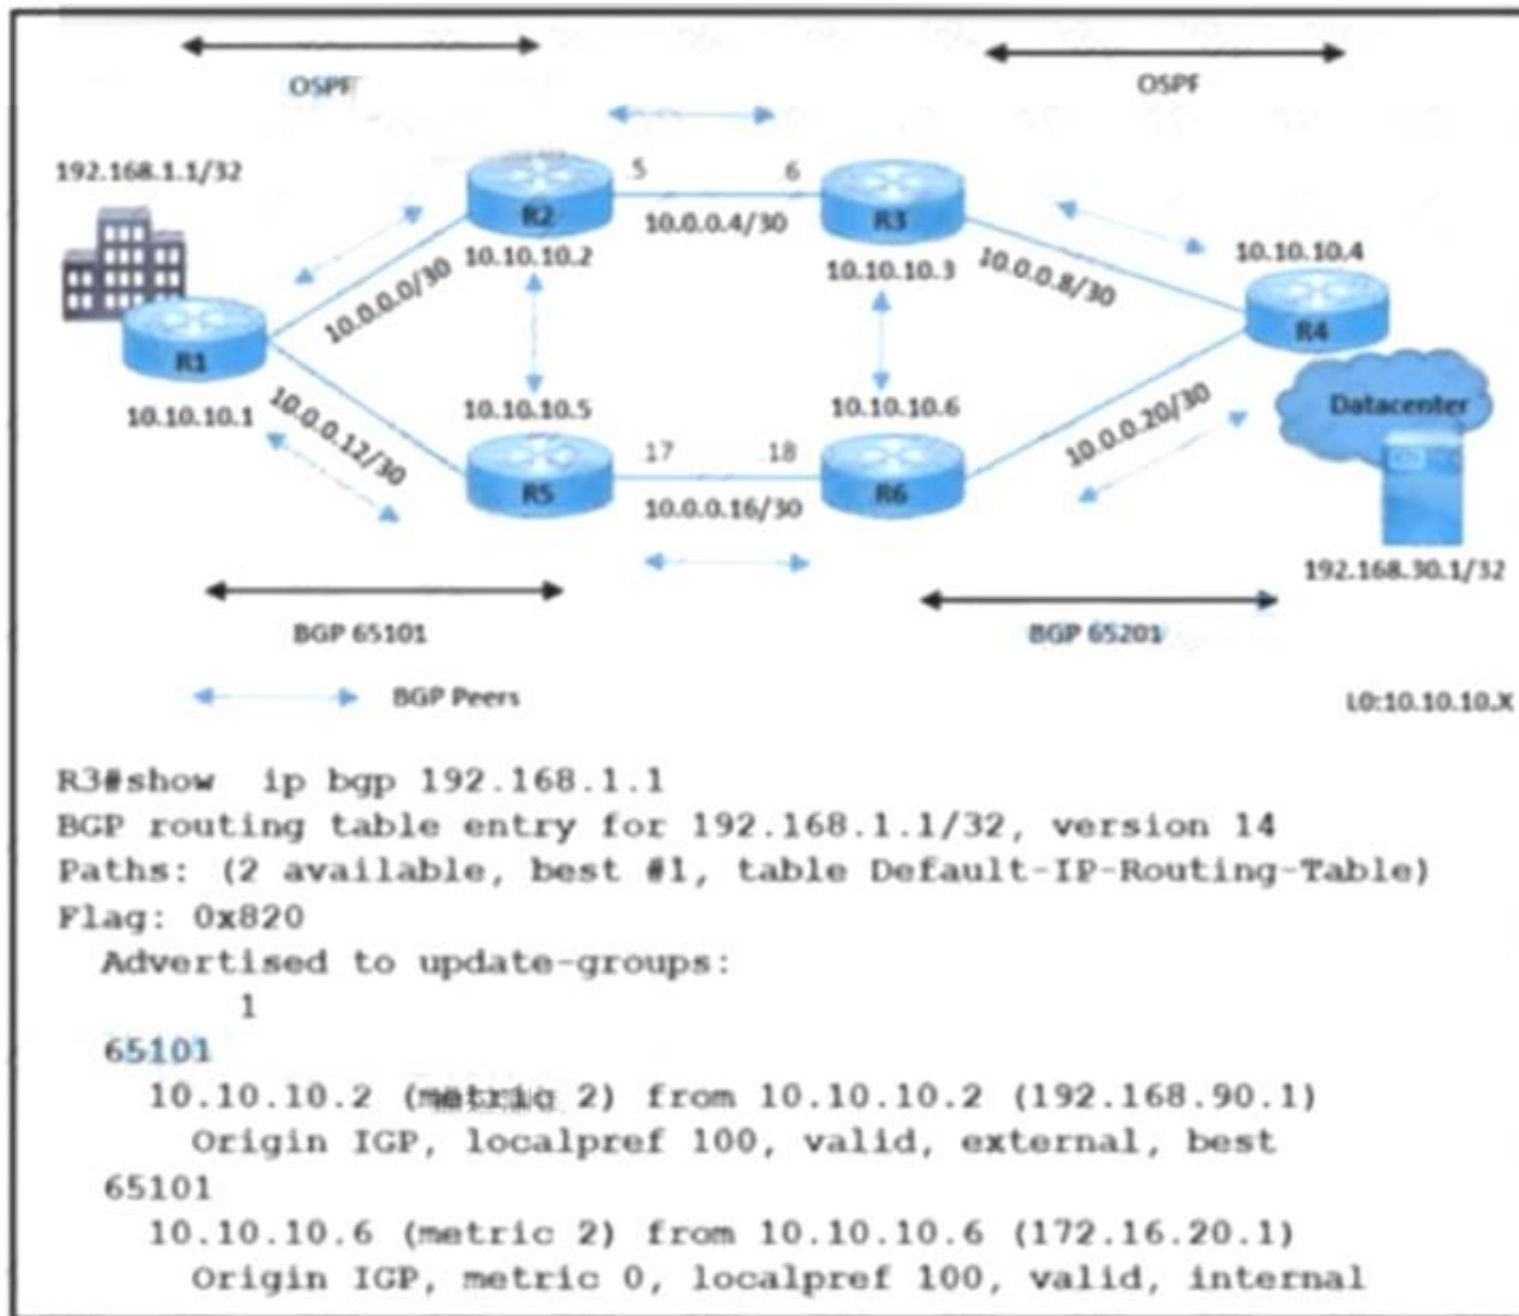 OSPF
OSPF
192.168.1.1/32
.5
.6
R2
10.0.0.4/30
R3
10.10.10.2
10.10.10.3
10.0.0.0/30
10.0.0.8/30
10.10.10.4
R4
R1
10.10.10.1
10.0.0.12/30
10.10.10.5
10.10.10.6
10.0.0.20/30
Datacenter
17
.18
R5
10.0.0.16/30
R6
192.168.30.1/32
BGP 65101
BGP 65201
BGP Peers
L0:10.10.10.X
R3#show  ip bgp 192.168.1.1
BGP routing table entry for 192.168.1.1/32, version 14
Paths: (2 available, best #1, table Default-IP-Routing-Table)
Flag: 0x820
Advertised to update-groups:
1
65101
10.10.10.2 (metric 2) from 10.10.10.2 (192.168.90.1)
Origin IGP, localpref 100, valid, external, best
65101
10.10.10.6 (metric 2) from 10.10.10.6 (172.16.20.1)
Origin IGP, metric 0, localpref 100, valid, internal